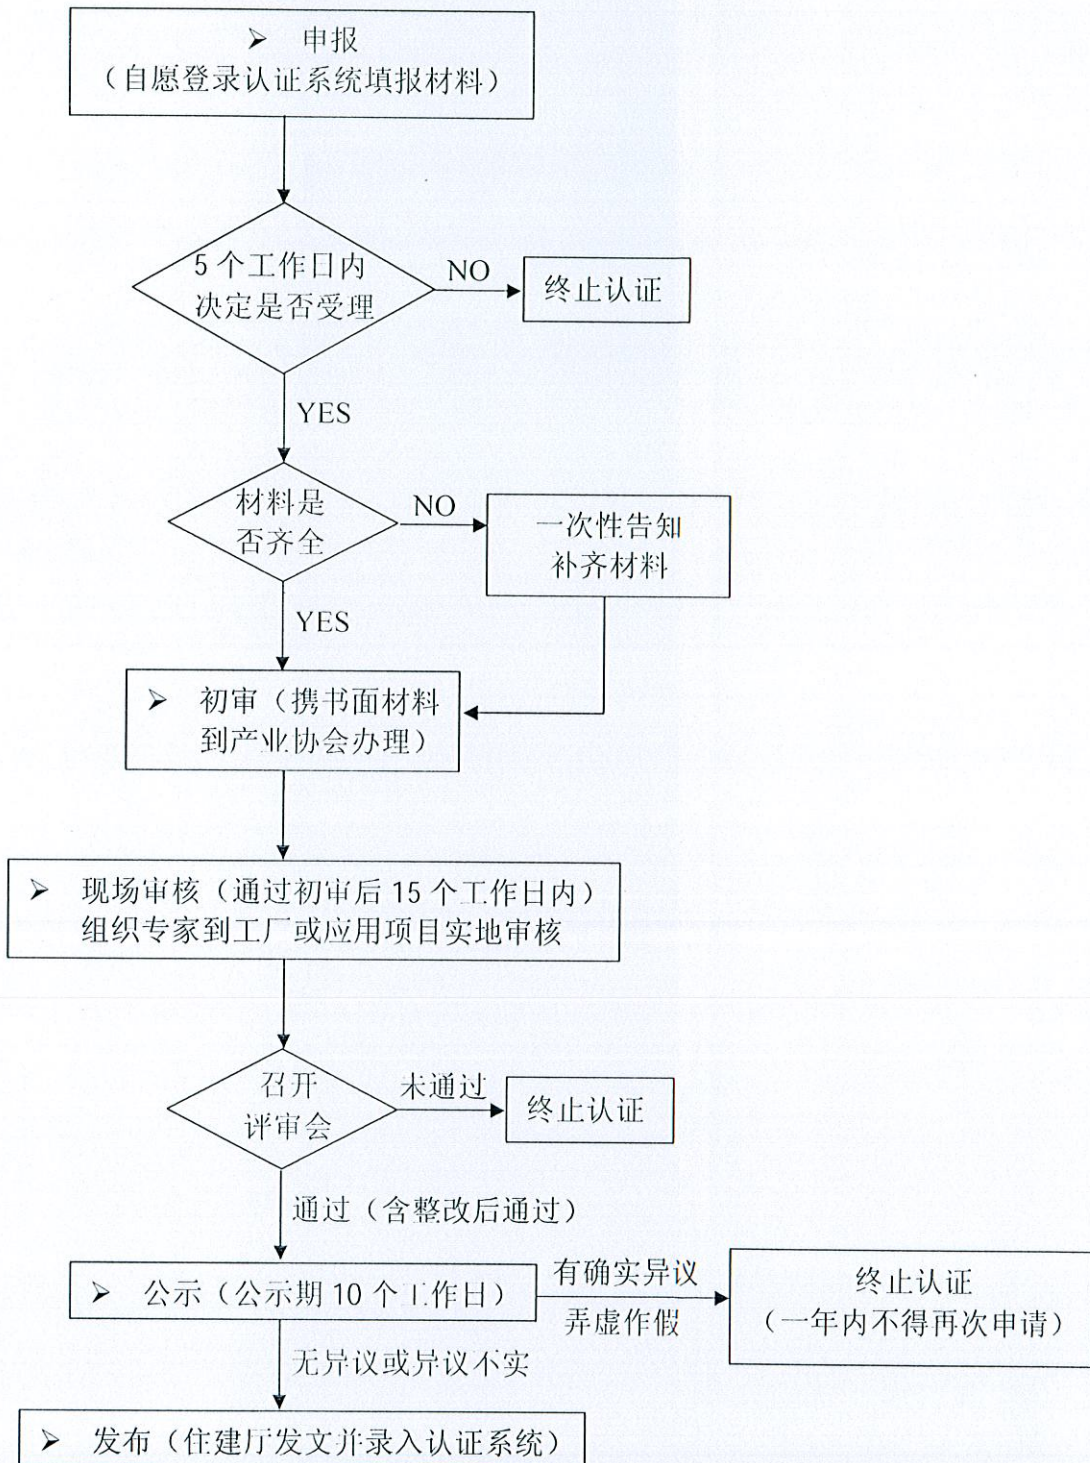 ➢ 申报
（自愿登录认证系统填报材料）
5 个工作日内
决定是否受理
NO
终止认证
YES
材料是
否齐全
NO
一次性告知
补齐材料
YES
➢ 初审（携书面材料
到产业协会办理）
➢ 现场审核（通过初审后 15 个工作日内）
组织专家到工厂或应用项目实地审核
召开
评审会
未通过
终止认证
通过（含整改后通过）
➢ 公示（公示期 10 个工作日）
有确实异议
弄虚作假
终止认证
（一年内不得再次申请）
无异议或异议不实
➢ 发布（住建厅发文并录入认证系统）